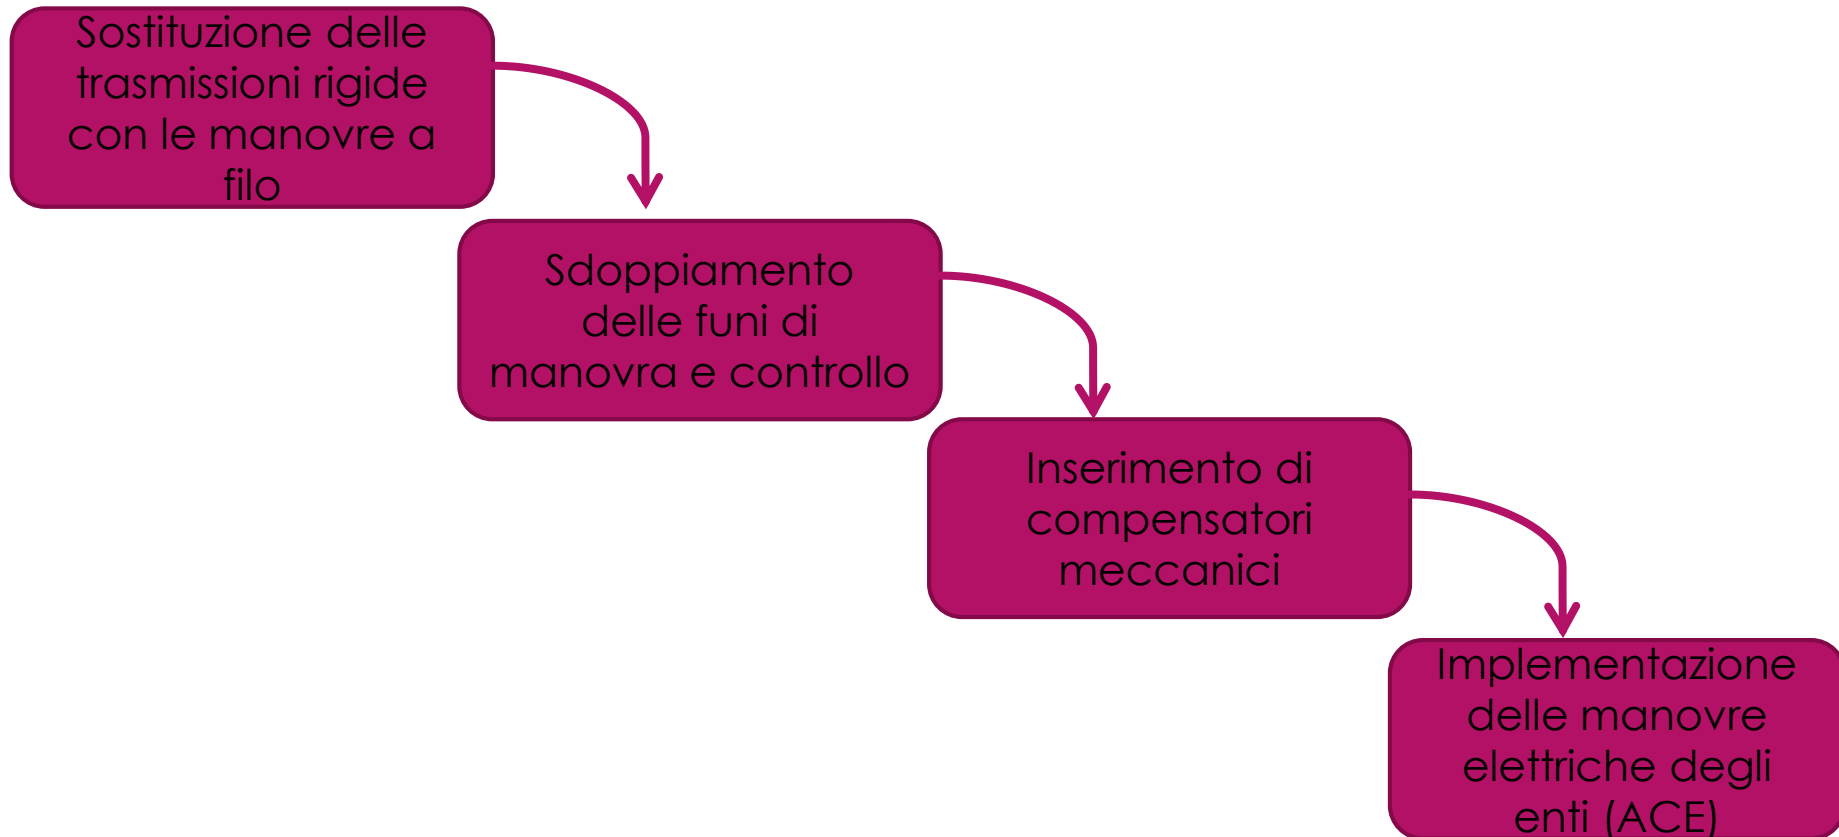 Sostituzione delle
trasmissioni rigide
con le manovre a
filo
Sdoppiamento
delle funi di
manovra e controllo
Inserimento di
compensatori
meccanici
Implementazione
delle manovre
elettriche degli
enti (ACE)